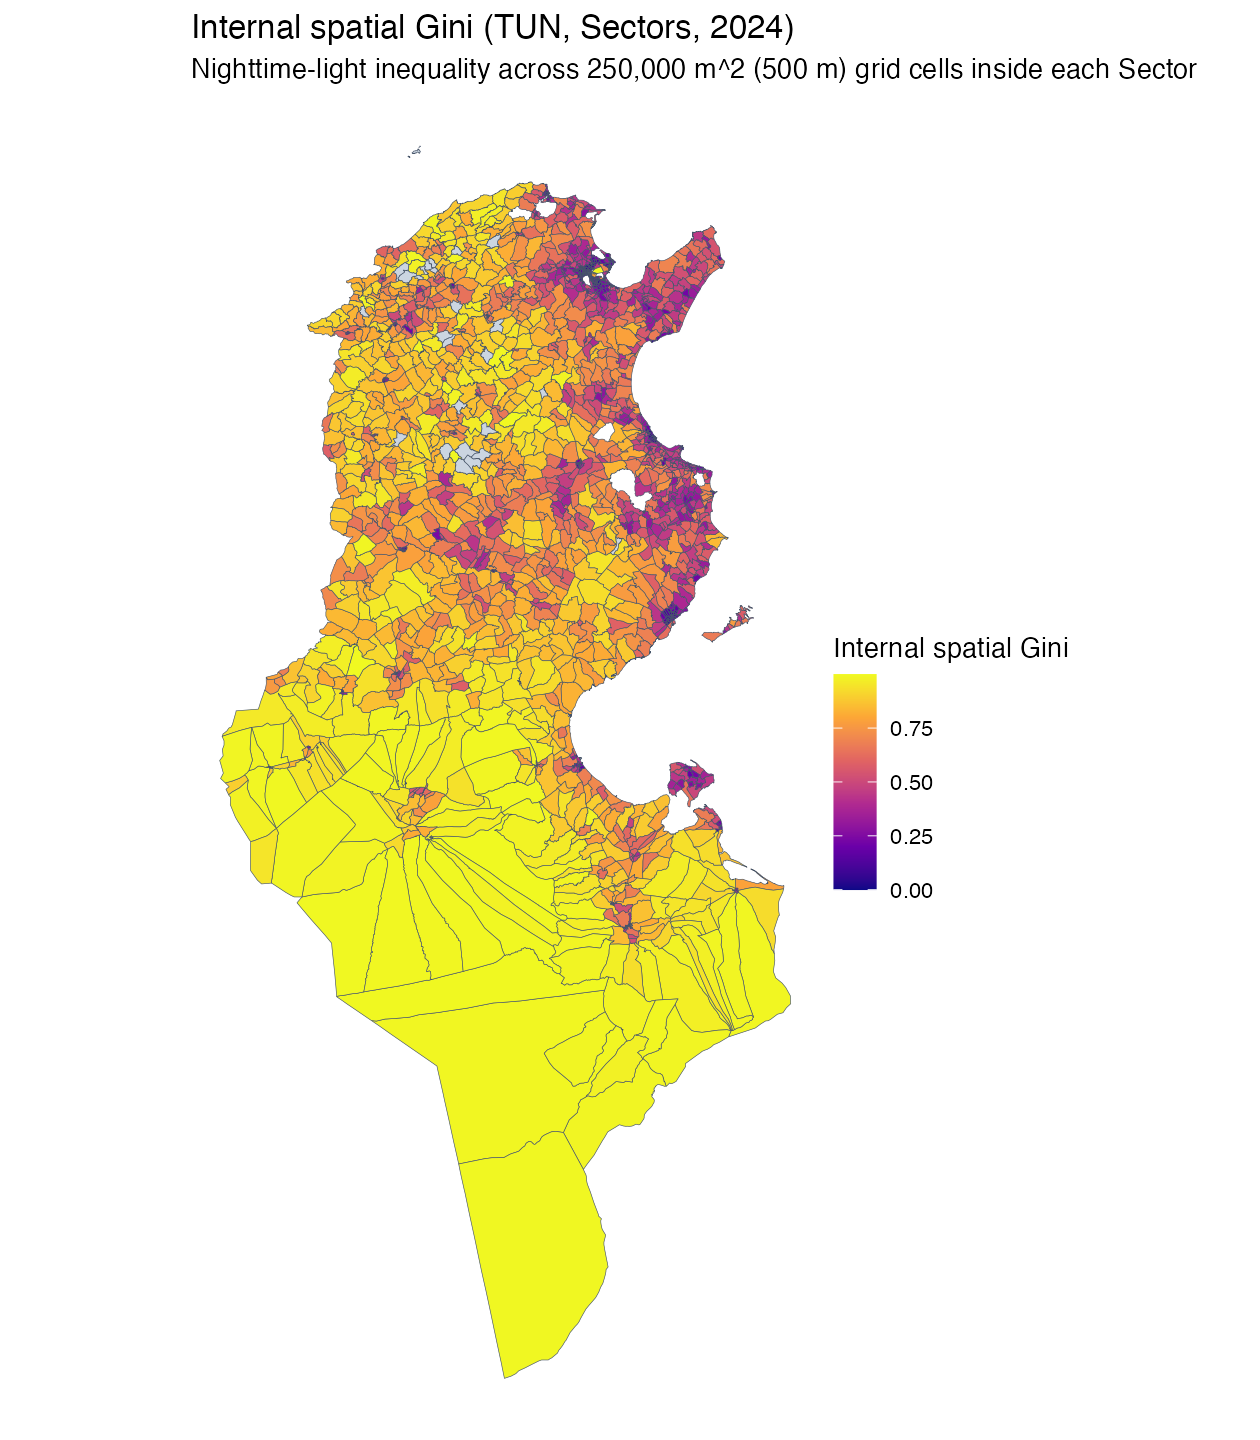 Internal spatial Gini (TUN, Sectors, 2024)
Nighttime-light inequality across 250,000 m^2 (500 m) grid cells inside each Sector
Internal spatial Gini
0.75
0.50
0.25
0.00